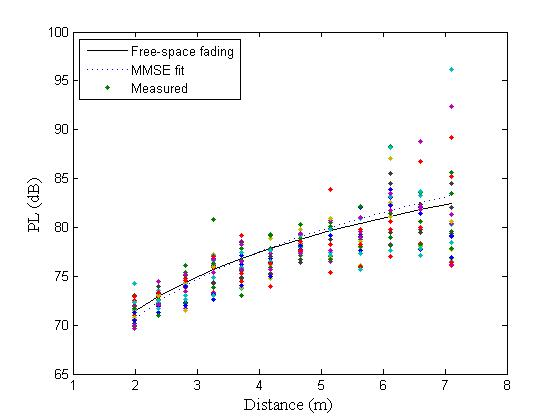 Free-space fading
MMSE fit
Measured
PL (dB)
100
95
90
85
80
75
70
65
1 2 3 4 5 6 7 8
Distance (m)